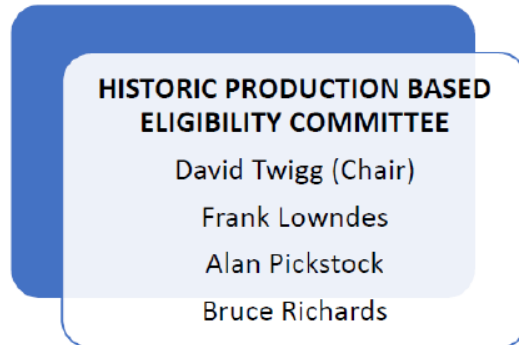 HISTORIC PRODUCTION BASED
ELIGIBILITY COMMITTEE
David Twigg (Chair)
Frank Lowndes
Alan Pickstock
Bruce Richards